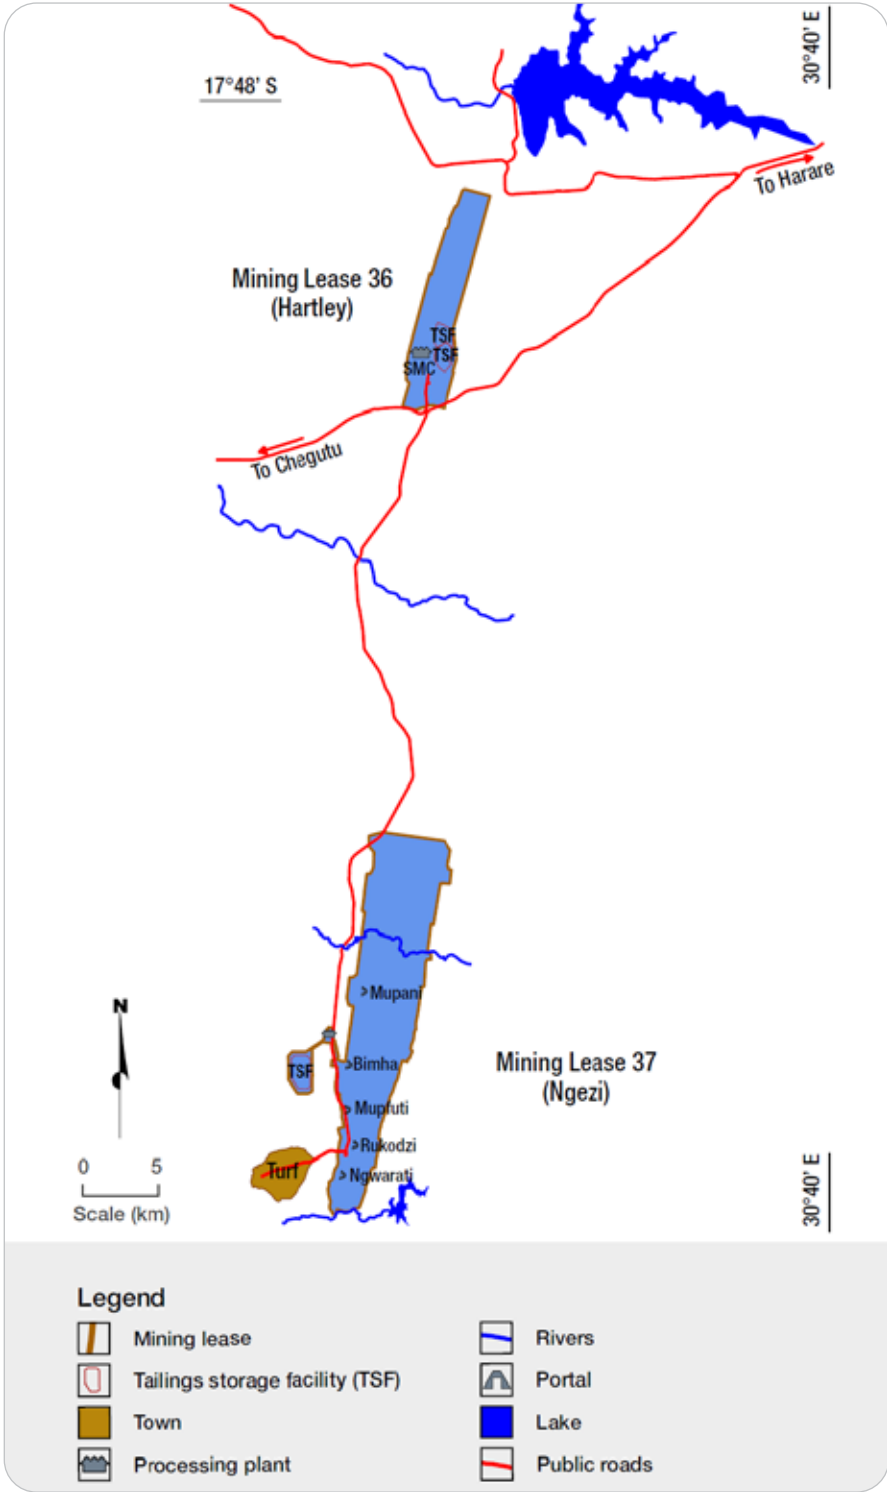 30°40' E
17°48' S
To Harare
Mining Lease 36
(Hartley)
TSF
TSF
SMC
To Chegutu
Mupani
N
TSF
Bimha
Mining Lease 37
(Ngezi)
Mupfuti
Rukodzi
Turf
Ngwarati
0 5
Scale (km)
30°40' E
Legend
Mining lease
Rivers
Tailings storage facility (TSF)
Portal
Town
Lake
Processing plant
Public roads